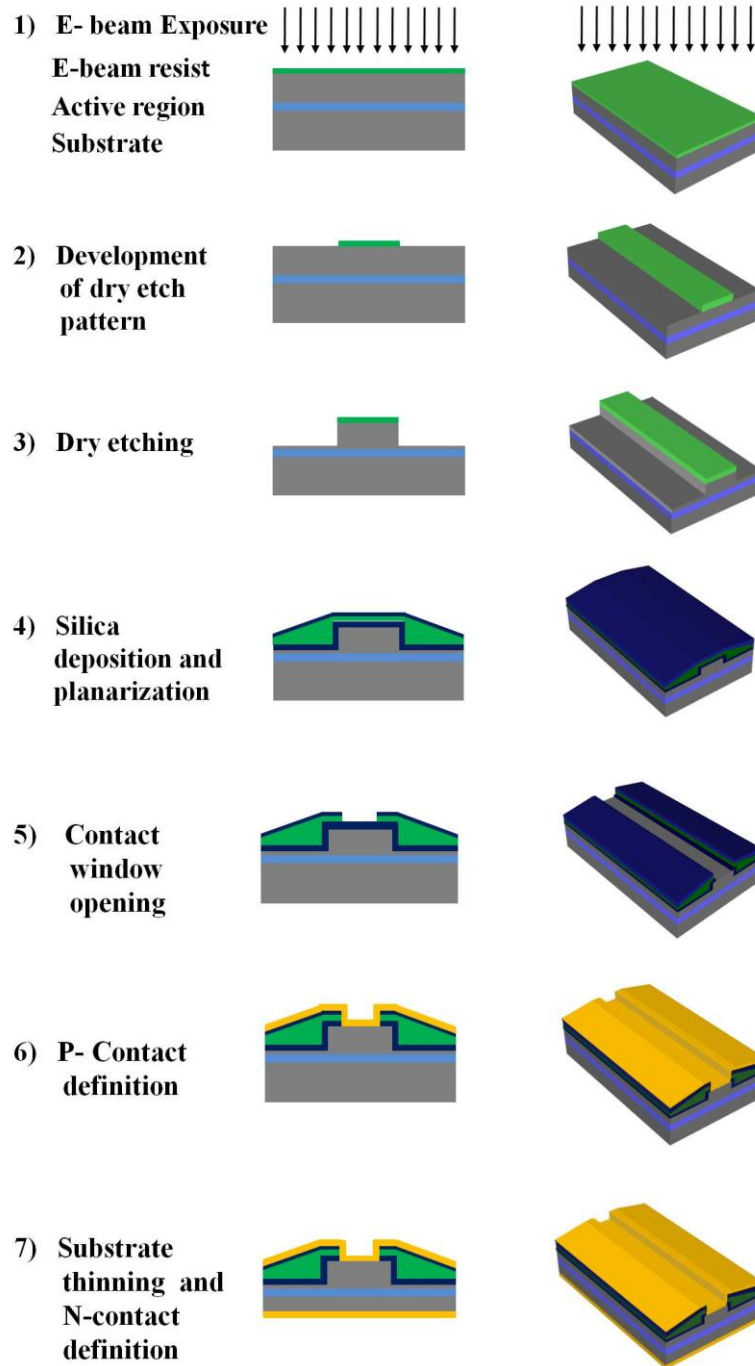 1) E- beam Exposure
E-beam resist
Active region
Substrate
2) Development
of dry etch
pattern
3) Dry etching
4) Silica
deposition and
planarization
5) Contact
window
opening
6) P- Contact
definition
7) Substrate
thinning and
N-contact
definition